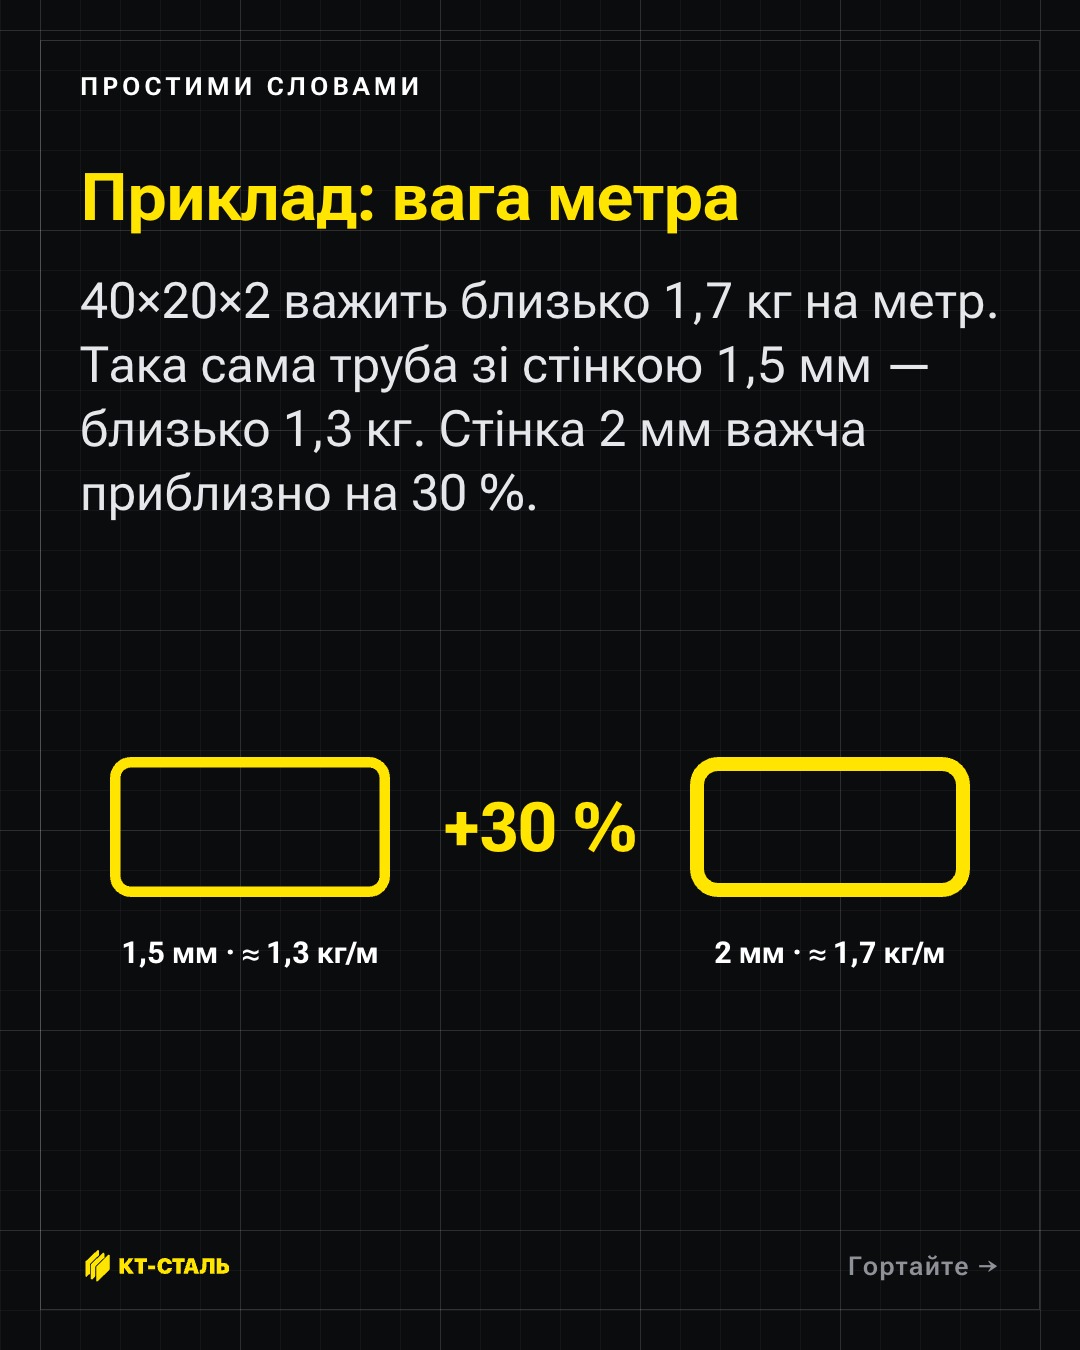 ПРОСТИМИ СЛОВАМИ
Приклад: вага метра
40×20×2 важить близько 1,7 кг на метр.
Така сама труба зі стінкою 1,5 мм —
близько 1,3 кг. Стінка 2 мм важча
приблизно на 30 %.
+30 %
1,5 мм · ≈ 1,3 кг/м
2 мм · ≈ 1,7 кг/м
КТ-СТАЛЬ
Гортайте →